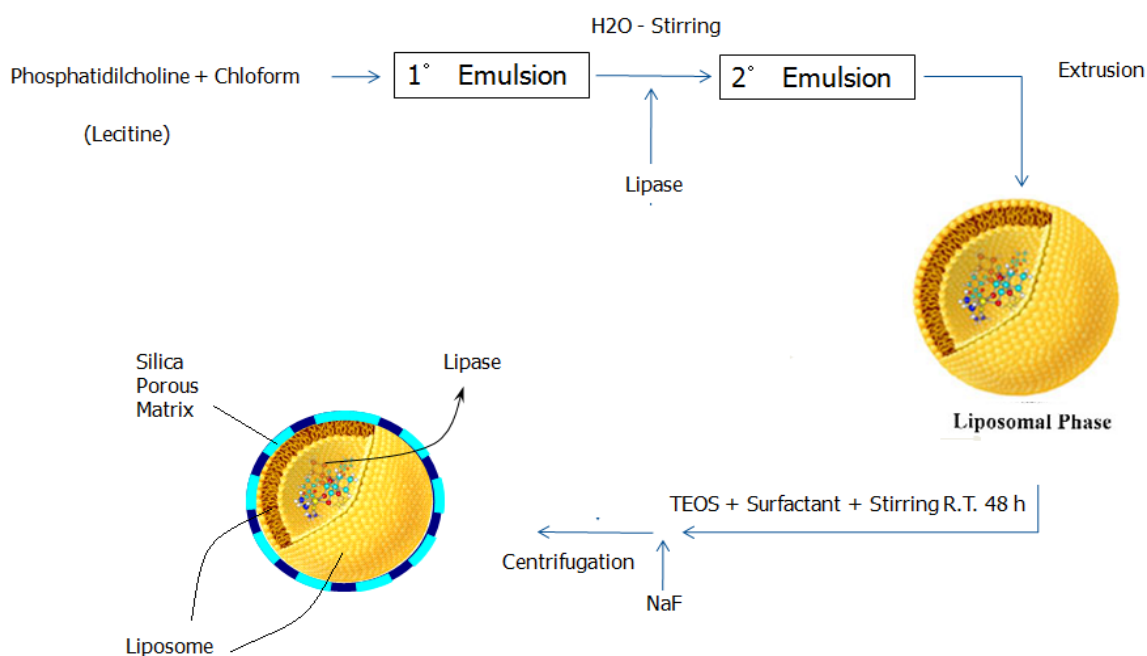 H2O - Stirring
Phosphatidilcholine + Chloform
1° Emulsion
2° Emulsion
Extrusion
(Lecitine)
Lipase
Liposomal Phase
Silica
Porous
Matrix
Lipase
TEOS + Surfactant + Stirring R.T. 48 h
Centrifugation
NaF
Liposome